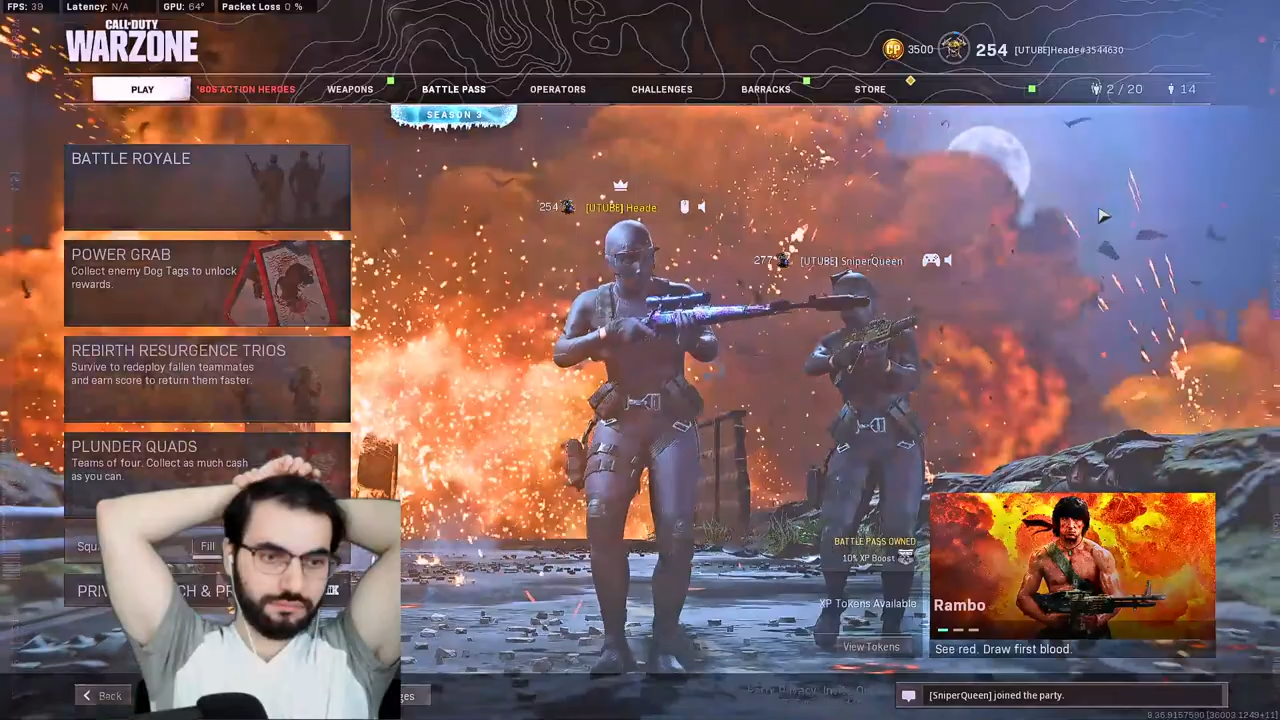 FPS: 39 Latency: N/A GPU: 64° Packet Loss 0 %
CALL•DUTY
WARZONE
CP 3500 254 [UTUBE]Heade#3544630
PLAY '80S ACTION HEROES WEAPONS BATTLE PASS OPERATORS CHALLENGES BARRACKS STORE 2 / 20 14
SEASON 3
BATTLE ROYALE
POWER GRAB
Collect enemy Dog Tags to unlock
rewards.
REBIRTH RESURGENCE TRIOS
Survive to redeploy fallen teammates
and earn score to return them faster.
PLUNDER QUADS
Teams of four. Collect as much cash
as you can.
Fill
254 [UTUBE] Heade
277 [UTUBE] SniperQueen
BATTLE PASS OWNED
10% XP Boost
XP Tokens Available
View Tokens
Rambo
See red. Draw first blood.
Back
[SniperQueen] joined the party.